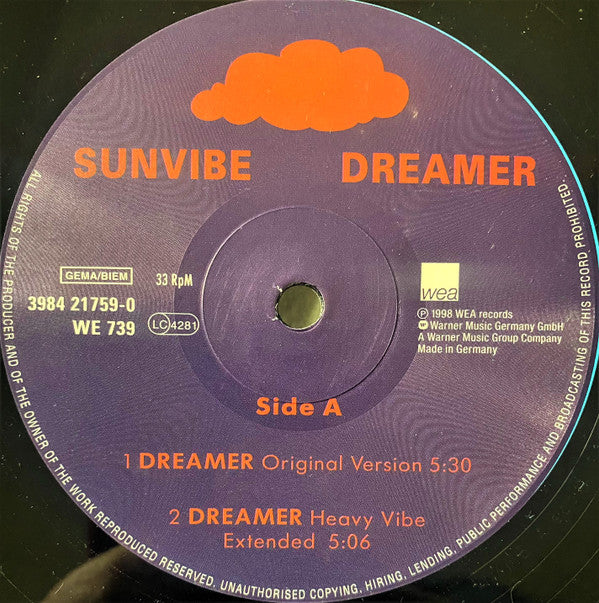 SUNVIBE DREAMER
GEMA/BIEM 33 RpM
3984 21759-0
WE 739 LC 4281
wea
℗ 1998 WEA records
Warner Music Germany GmbH
A Warner Music Group Company
Made in Germany
Side A
1 DREAMER Original Version 5:30
2 DREAMER Heavy Vibe
Extended 5:06
ALL RIGHTS OF THE PRODUCER AND OF THE OWNER OF THE WORK REPRODUCED RESERVED. UNAUTHORISED COPYING, HIRING, LENDING, PUBLIC PERFORMANCE AND BROADCASTING OF THIS RECORD PROHIBITED.